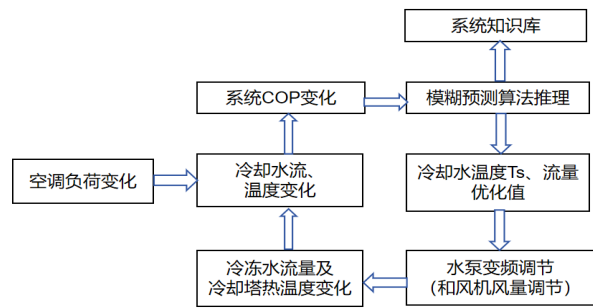 系统知识库
系统COP变化
模糊预测算法推理
空调负荷变化
冷却水流、
温度变化
冷却水温度Ts、流量
优化值
冷冻水流量及
冷却塔热温度变化
水泵变频调节
（和风机风量调节）